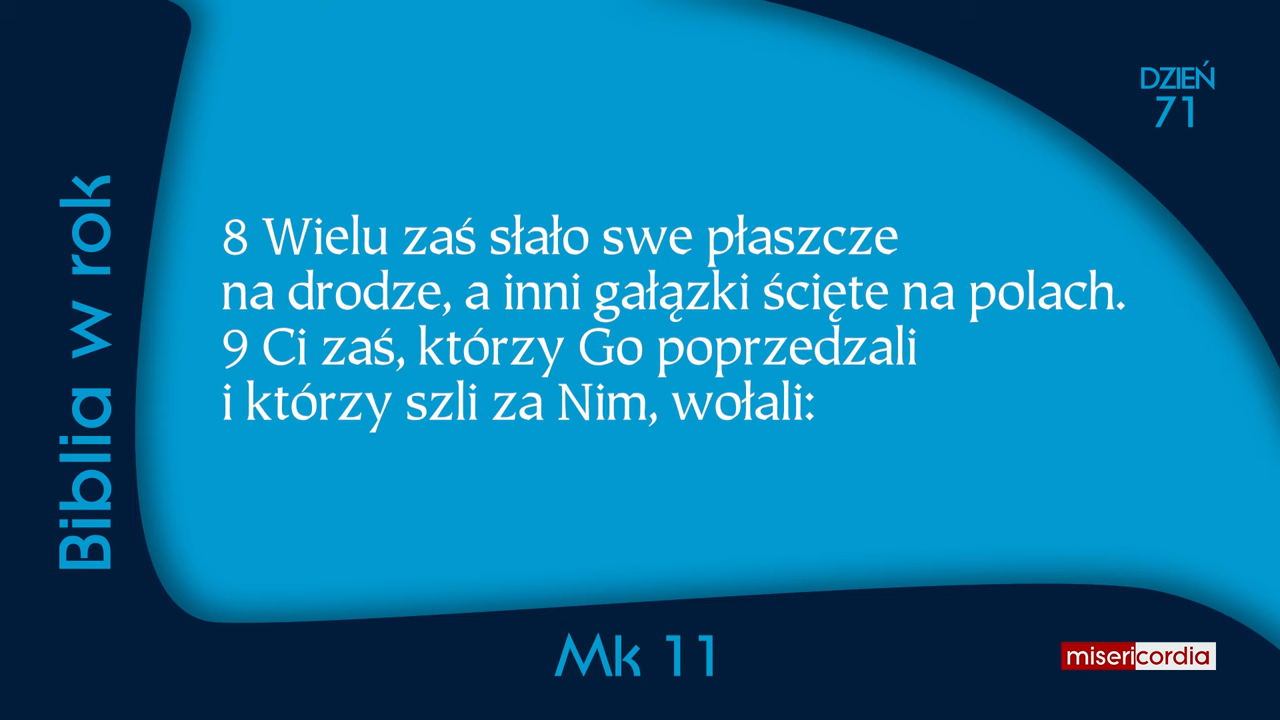 DZIEŃ
71
Biblia w rok
8 Wielu zaś słało swe płaszcze
na drodze, a inni gałązki ścięte na polach.
9 Ci zaś, którzy Go poprzedzali
i którzy szli za Nim, wołali:
Mk 11
misericordia